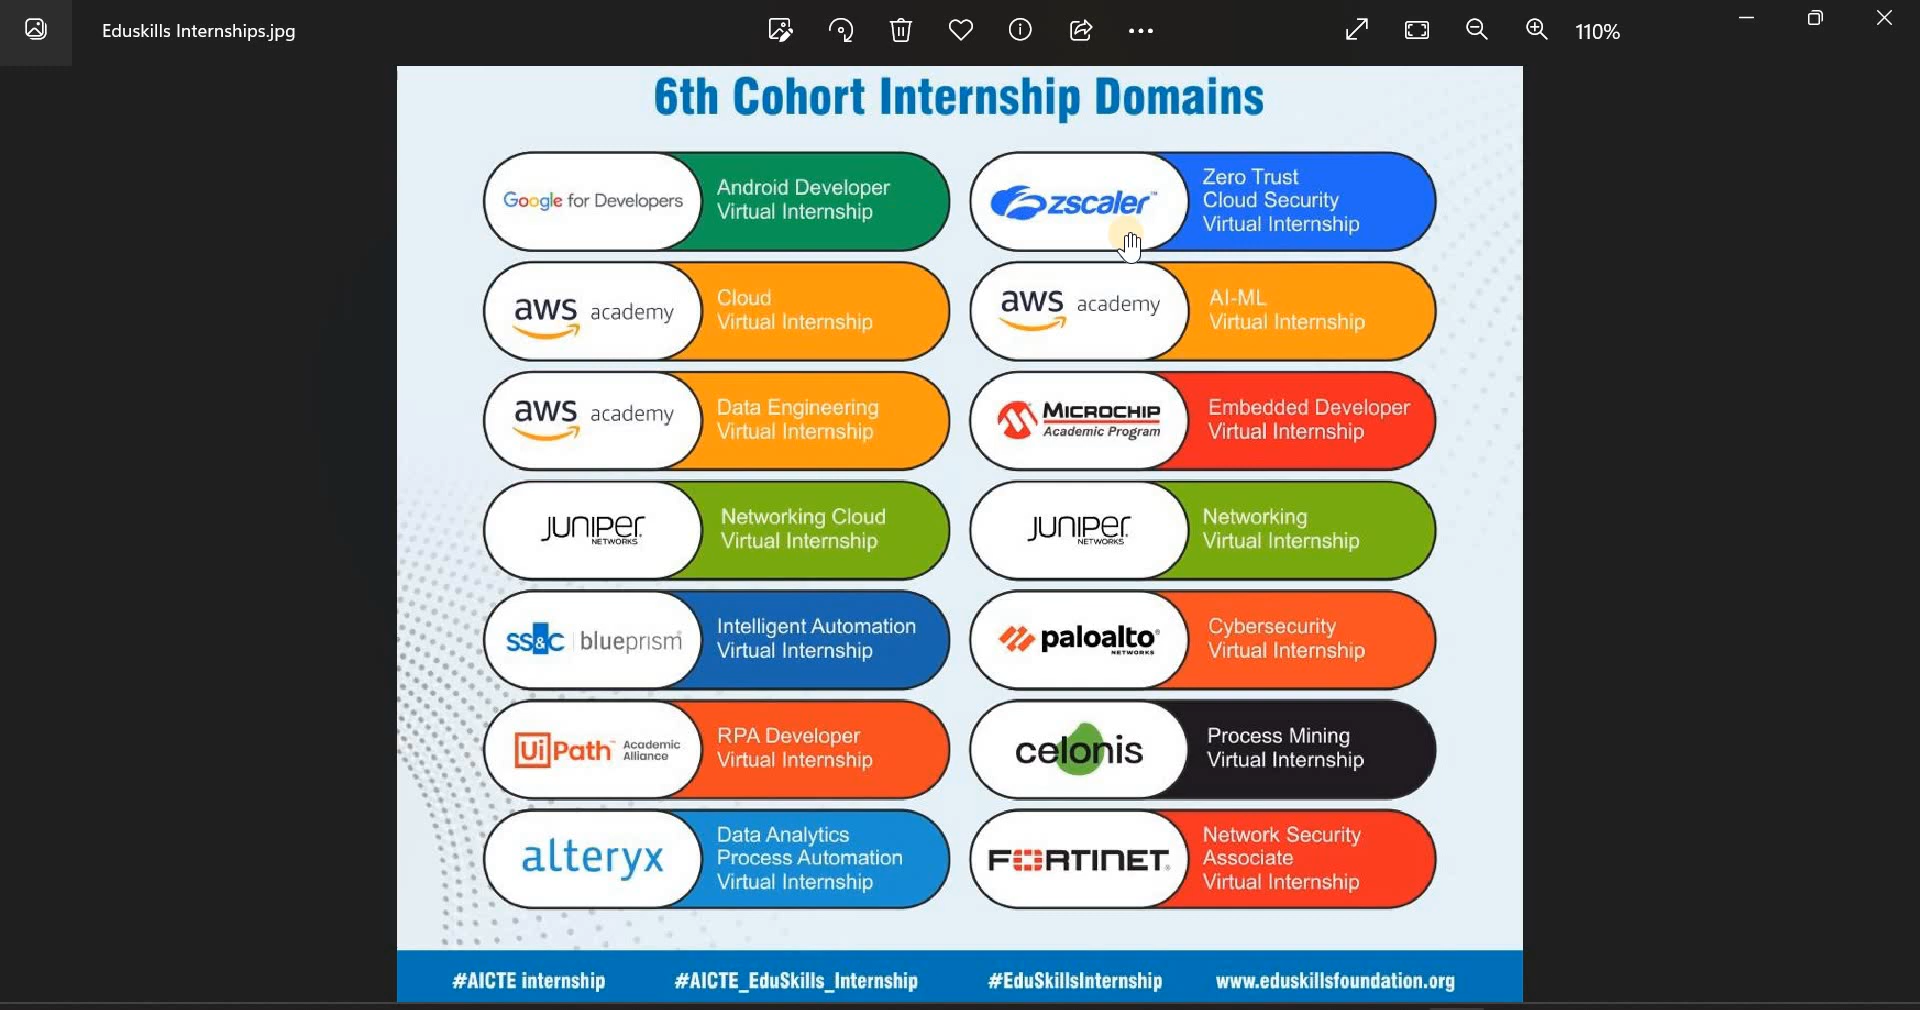 Eduskills Internships.jpg
110%
6th Cohort Internship Domains
Google for Developers
Android Developer
Virtual Internship
zscaler™
Zero Trust
Cloud Security
Virtual Internship
aws academy
Cloud
Virtual Internship
aws academy
AI-ML
Virtual Internship
aws academy
Data Engineering
Virtual Internship
MICROCHIP
Academic Program
Embedded Developer
Virtual Internship
JUNIPER
NETWORKS
Networking Cloud
Virtual Internship
JUNIPER
NETWORKS
Networking
Virtual Internship
SS&C | blueprism
Intelligent Automation
Virtual Internship
paloalto
NETWORKS
Cybersecurity
Virtual Internship
UiPath™ Academic
Alliance
RPA Developer
Virtual Internship
celonis
Process Mining
Virtual Internship
alteryx
Data Analytics
Process Automation
Virtual Internship
FORTINET
Network Security
Associate
Virtual Internship
#AICTE internship #AICTE_EduSkills_Internship #EduSkillsInternship www.eduskillsfoundation.org